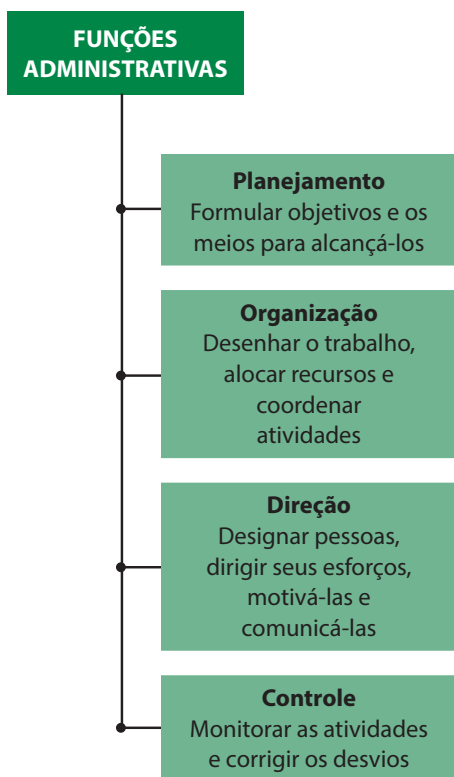 FUNÇÕES
ADMINISTRATIVAS
Planejamento
Formular objetivos e os
meios para alcançá-los
Organização
Desenhar o trabalho,
alocar recursos e
coordenar
atividades
Direção
Designar pessoas,
dirigir seus esforços,
motivá-las e
comunicá-las
Controle
Monitorar as atividades
e corrigir os desvios